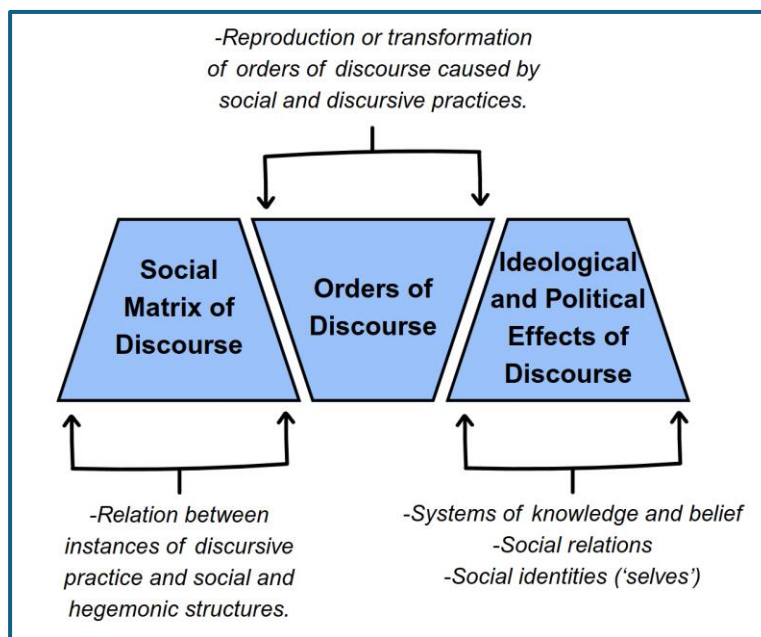 -Reproduction or transformation
of orders of discourse caused by
social and discursive practices.
Social
Matrix of
Discourse
Orders of
Discourse
Ideological
and Political
Effects of
Discourse
-Relation between
instances of discursive
practice and social and
hegemonic structures.
-Systems of knowledge and belief
-Social relations
-Social identities (‘selves’)